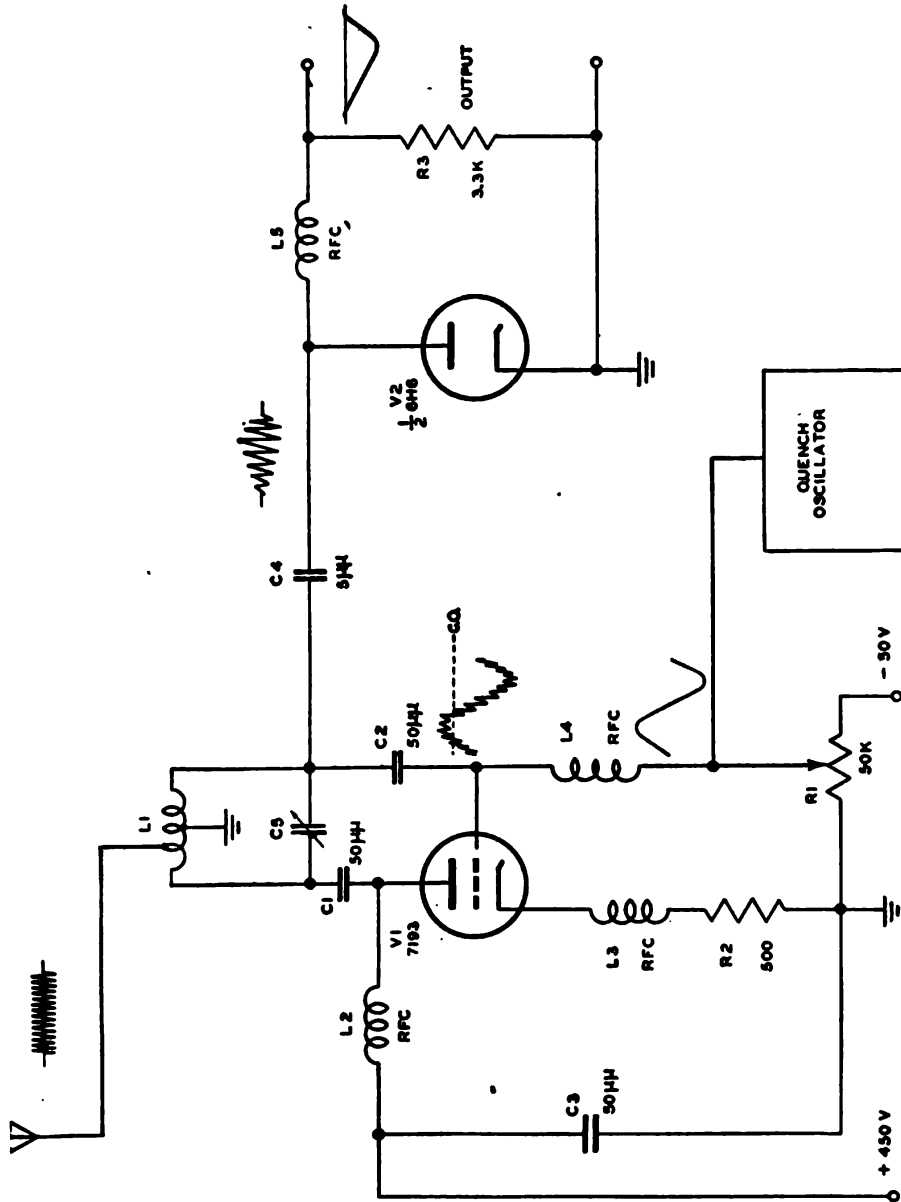 L1
C5
C1
50μμ
C2
50μμ
C4
5μμ
L5
RFC
L2
RFC
V1
7193
C.O.
V2
1/2 6H6
R3
3.3K
OUTPUT
C3
50μμ
L3
RFC
R2
500
L4
RFC
R1
50K
QUENCH
OSCILLATOR
+ 450V